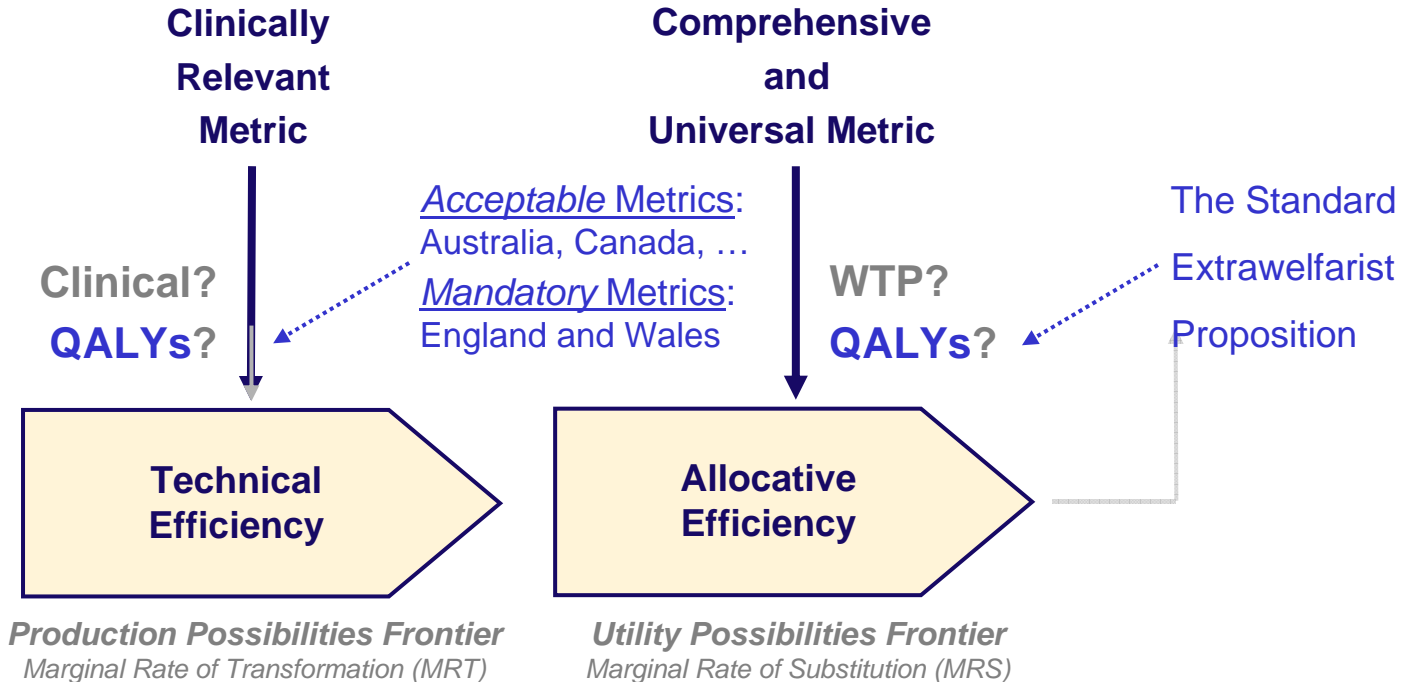 Clinically
Relevant
Metric
Comprehensive
and
Universal Metric
Acceptable Metrics:
Australia, Canada, …
Mandatory Metrics:
England and Wales
Clinical?
QALYs?
WTP?
QALYs?
The Standard
Extrawelfarist
Proposition
Technical
Efficiency
Allocative
Efficiency
Production Possibilities Frontier
Marginal Rate of Transformation (MRT)
Utility Possibilities Frontier
Marginal Rate of Substitution (MRS)